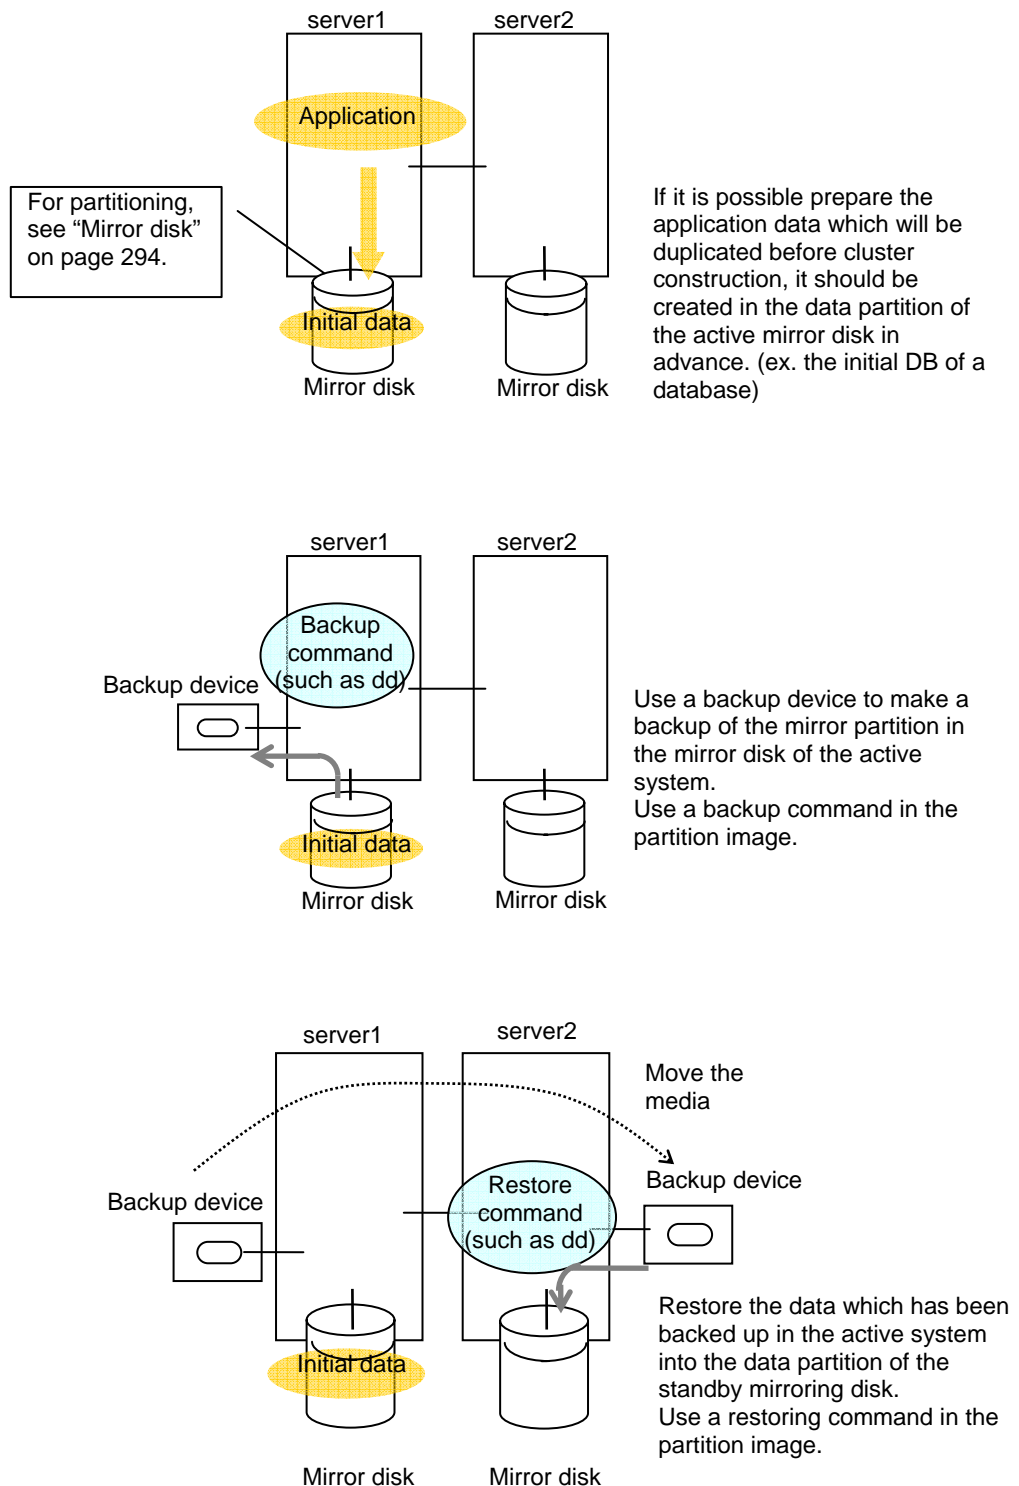 server1
server2
Application
For partitioning,
see “Mirror disk”
on page 294.
Initial data
Mirror disk
Mirror disk
If it is possible prepare the
application data which will be
duplicated before cluster
construction, it should be
created in the data partition of
the active mirror disk in
advance. (ex. the initial DB of a
database)
server1
server2
Backup
command
(such as dd)
Backup device
Initial data
Mirror disk
Mirror disk
Use a backup device to make a
backup of the mirror partition in
the mirror disk of the active
system.
Use a backup command in the
partition image.
server1
server2
Move the
media
Backup device
Restore
command
(such as dd)
Backup device
Initial data
Mirror disk
Mirror disk
Restore the data which has been
backed up in the active system
into the data partition of the
standby mirroring disk.
Use a restoring command in the
partition image.